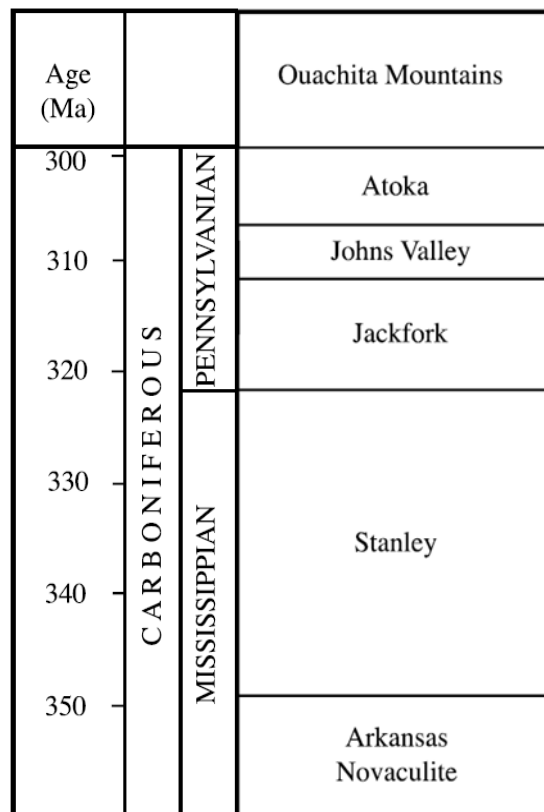 Age
(Ma)
Ouachita Mountains
300
310
320
330
340
350
CARBONIFEROUS
PENNSYLVANIAN
MISSISSIPPIAN
Atoka
Johns Valley
Jackfork
Stanley
Arkansas
Novaculite